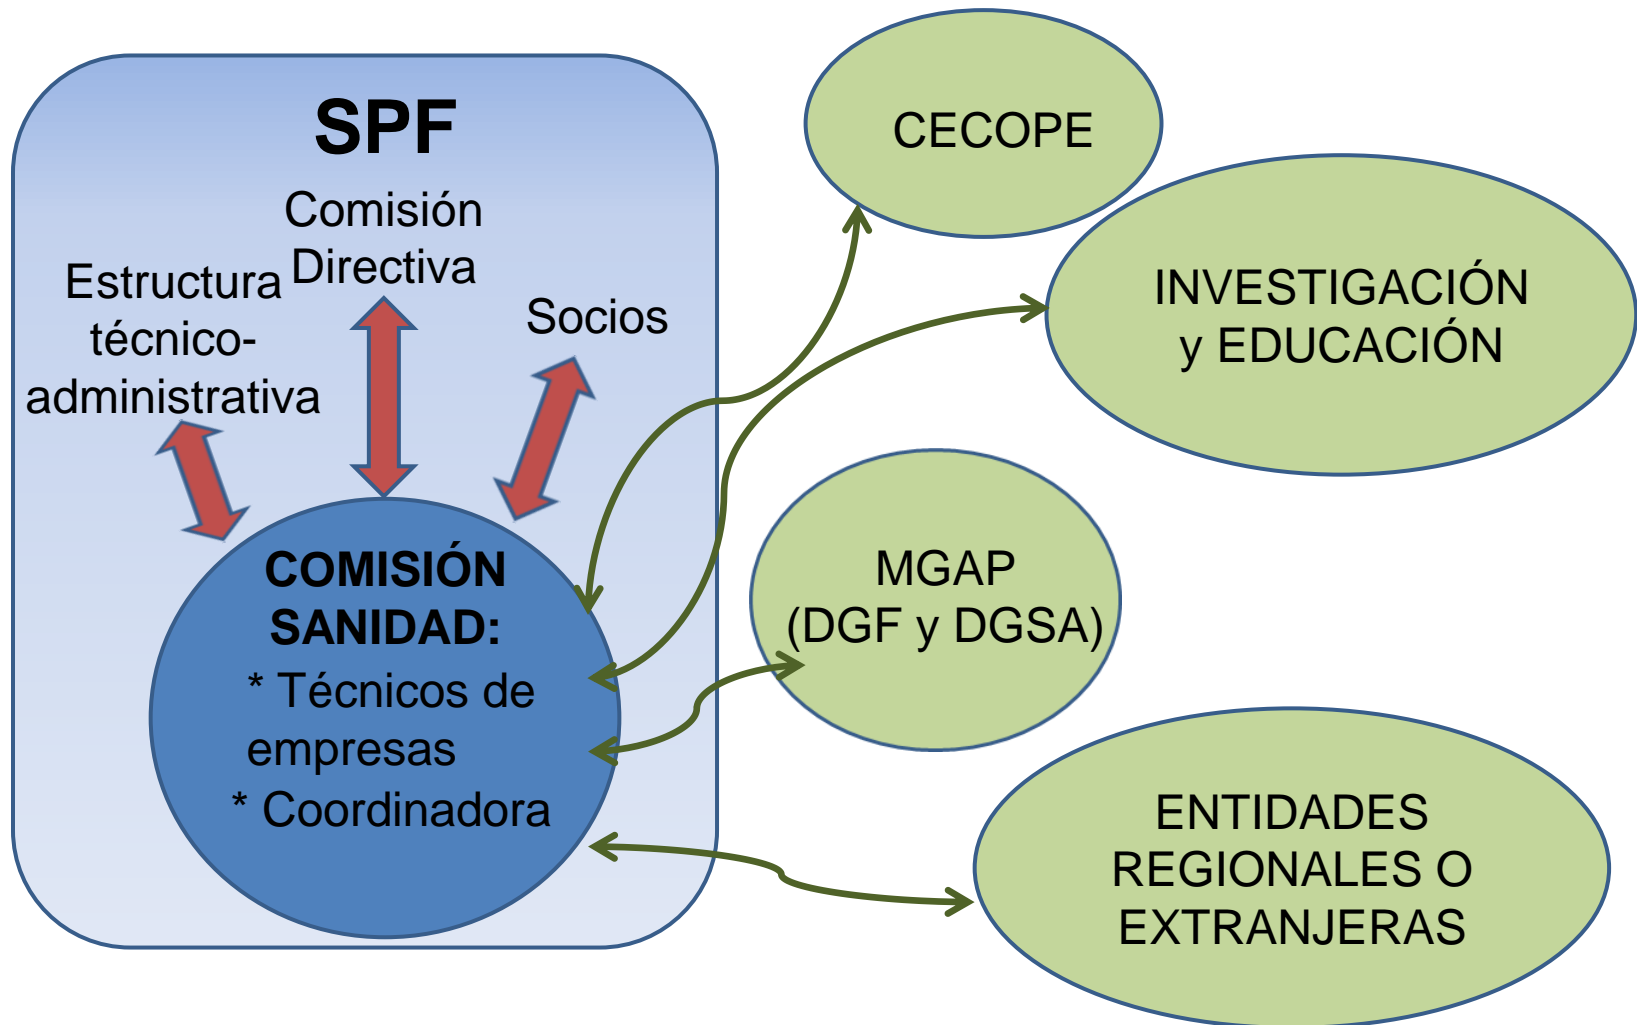 SPF
Comisión
Directiva
Estructura
técnico-
administrativa
Socios
COMISIÓN
SANIDAD:
* Técnicos de
empresas
* Coordinadora
CECOPE
INVESTIGACIÓN
y EDUCACIÓN
MGAP
(DGF y DGSA)
ENTIDADES
REGIONALES O
EXTRANJERAS